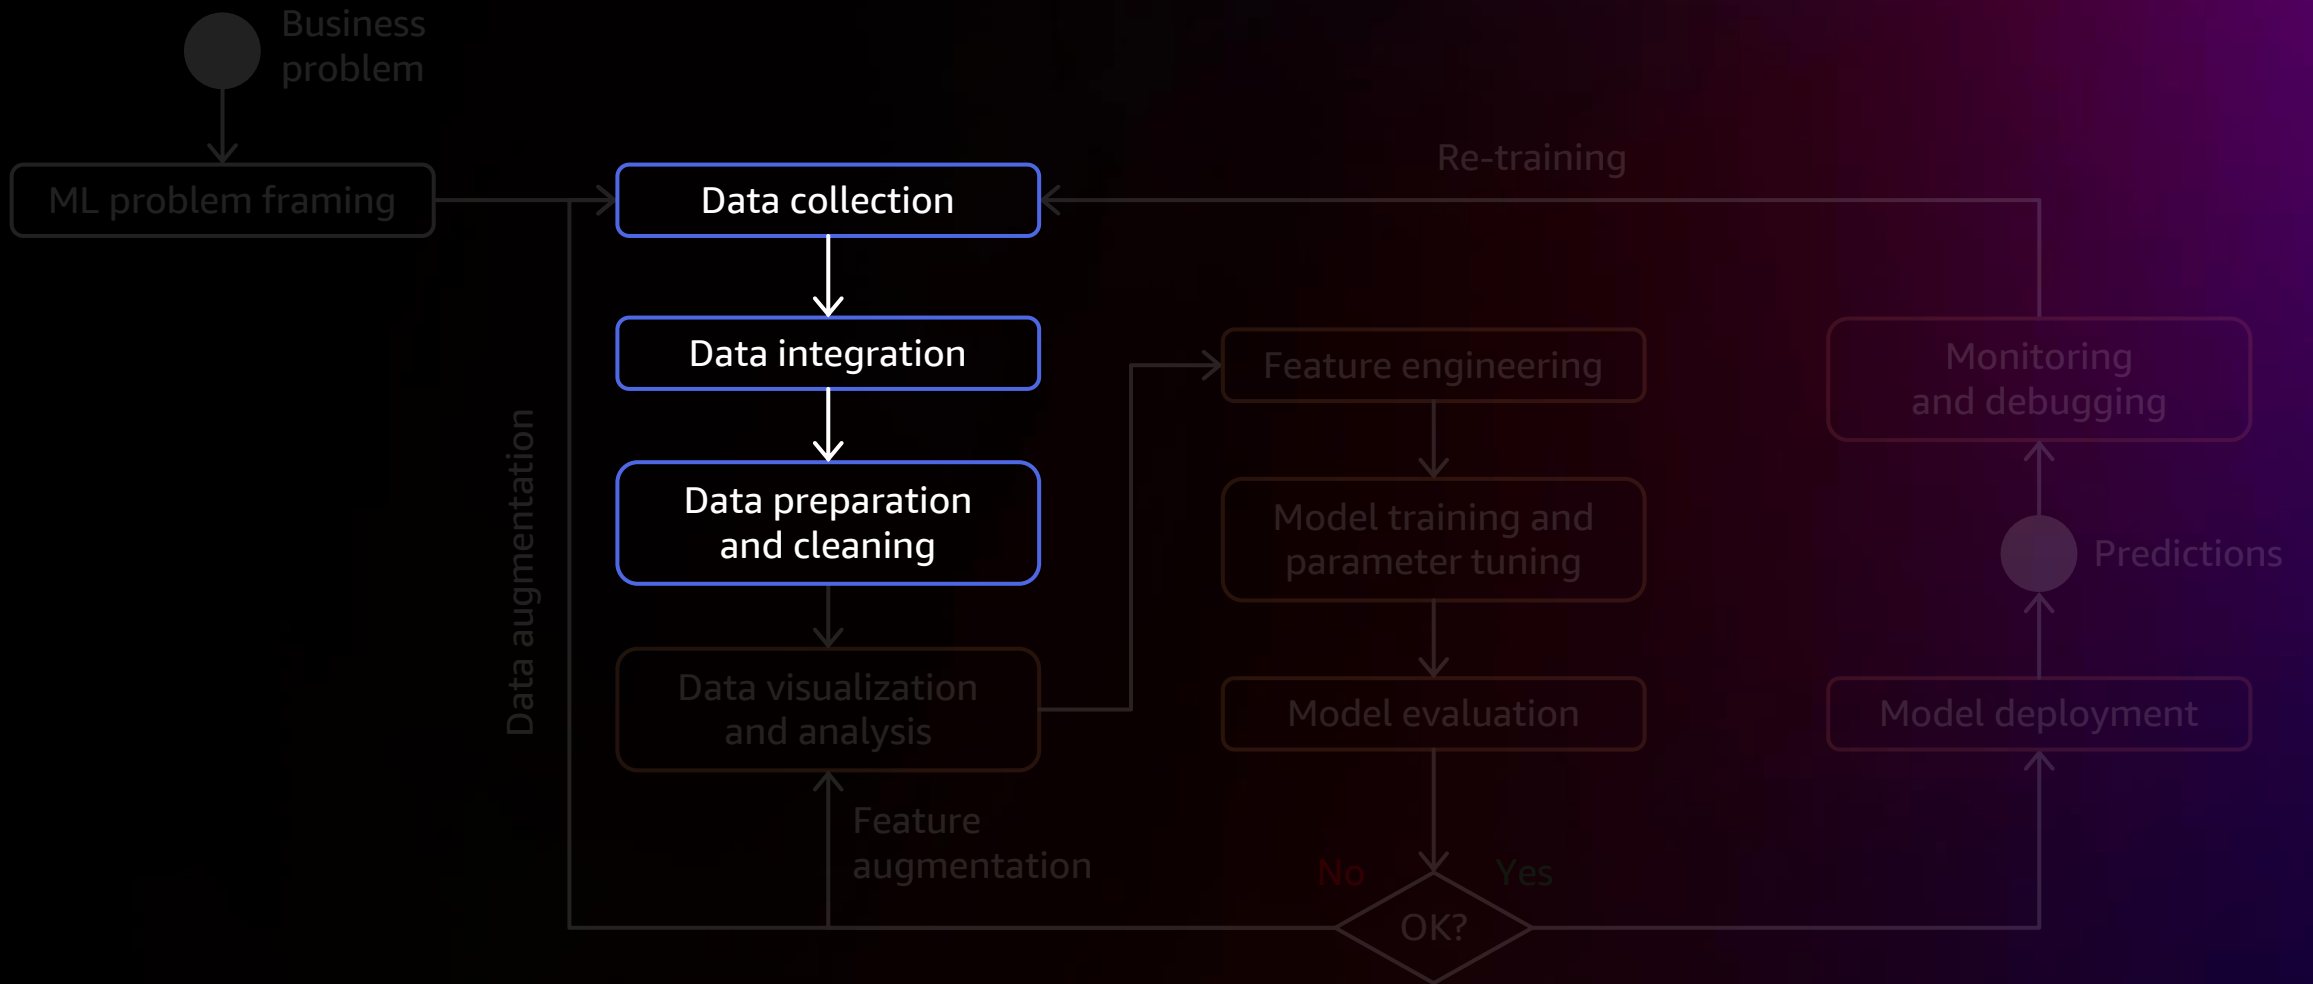 Business
problem
ML problem framing
Data collection
Re-training
Data integration
Data preparation
and cleaning
Data augmentation
Data visualization
and analysis
Feature
augmentation
Feature engineering
Model training and
parameter tuning
Model evaluation
No
Yes
OK?
Monitoring
and debugging
Predictions
Model deployment